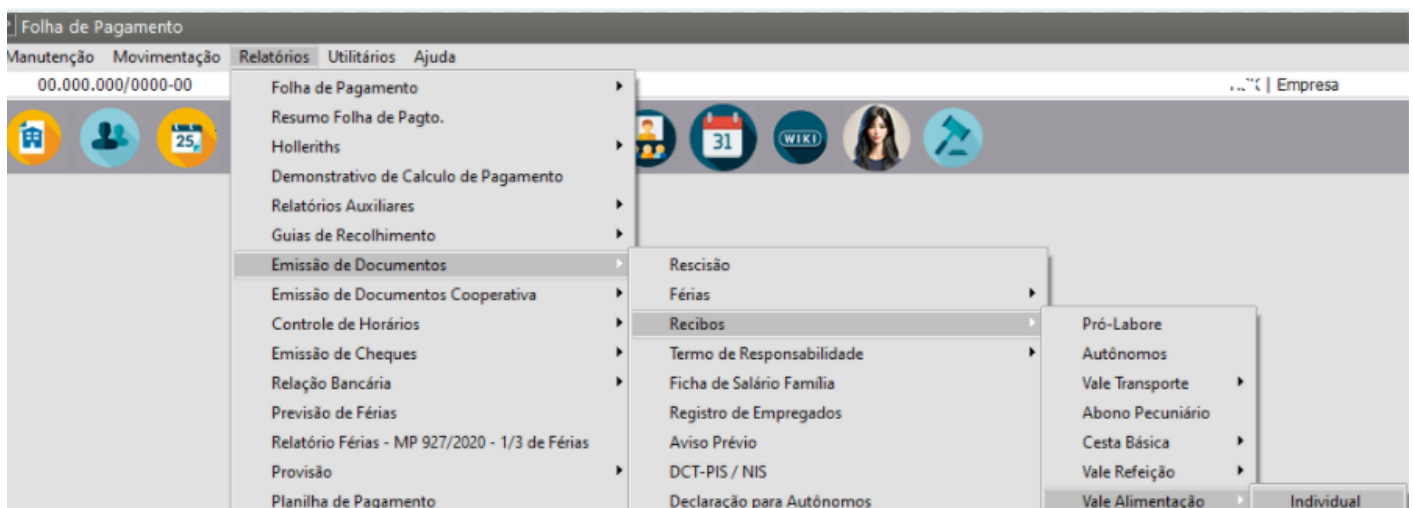 Folha de Pagamento
Manutenção Movimentação Relatórios Utilitários Ajuda
00.000.000/0000-00 | Empresa
25
31
WIKI
Folha de Pagamento
Resumo Folha de Pagto.
Holleriths
Demonstrativo de Calculo de Pagamento
Relatórios Auxiliares
Guias de Recolhimento
Emissão de Documentos
Emissão de Documentos Cooperativa
Controle de Horários
Emissão de Cheques
Relação Bancária
Previsão de Férias
Relatório Férias - MP 927/2020 - 1/3 de Férias
Provisão
Planilha de Pagamento
Rescisão
Férias
Recibos
Termo de Responsabilidade
Ficha de Salário Família
Registro de Empregados
Aviso Prévio
DCT-PIS / NIS
Declaração para Autônomos
Pró-Labore
Autônomos
Vale Transporte
Abono Pecuniário
Cesta Básica
Vale Refeição
Vale Alimentação
Individual